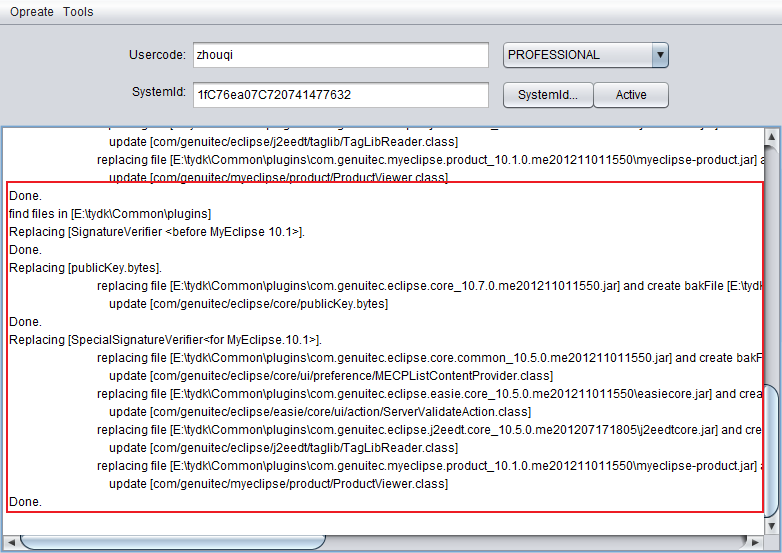 Opreate Tools
Usercode: zhouqi PROFESSIONAL
SystemId: 1fC76ea07C720741477632 SystemId... Active
update [com/genuitec/eclipse/j2eedt/taglib/TagLibReader.class]
replacing file [E:\tydk\Common\plugins\com.genuitec.myeclipse.product_10.1.0.me201211011550\myeclipse-product.jar] a
update [com/genuitec/myeclipse/product/ProductViewer.class]
Done.
find files in [E:\tydk\Common\plugins]
Replacing [SignatureVerifier <before MyEclipse 10.1>].
Done.
Replacing [publicKey.bytes].
replacing file [E:\tydk\Common\plugins\com.genuitec.eclipse.core_10.7.0.me201211011550.jar] and create bakFile [E:\tyd
update [com/genuitec/eclipse/core/publicKey.bytes]
Done.
Replacing [SpecialSignatureVerifier<for MyEclipse.10.1>].
replacing file [E:\tydk\Common\plugins\com.genuitec.eclipse.core.common_10.5.0.me201211011550.jar] and create bakF
update [com/genuitec/eclipse/core/ui/preference/MECPListContentProvider.class]
replacing file [E:\tydk\Common\plugins\com.genuitec.eclipse.easie.core_10.5.0.me201211011550\easiecore.jar] and crea
update [com/genuitec/eclipse/easie/core/ui/action/ServerValidateAction.class]
replacing file [E:\tydk\Common\plugins\com.genuitec.eclipse.j2eedt.core_10.5.0.me201207171805\j2eedtcore.jar] and cre
update [com/genuitec/eclipse/j2eedt/taglib/TagLibReader.class]
replacing file [E:\tydk\Common\plugins\com.genuitec.myeclipse.product_10.1.0.me201211011550\myeclipse-product.jar] a
update [com/genuitec/myeclipse/product/ProductViewer.class]
Done.